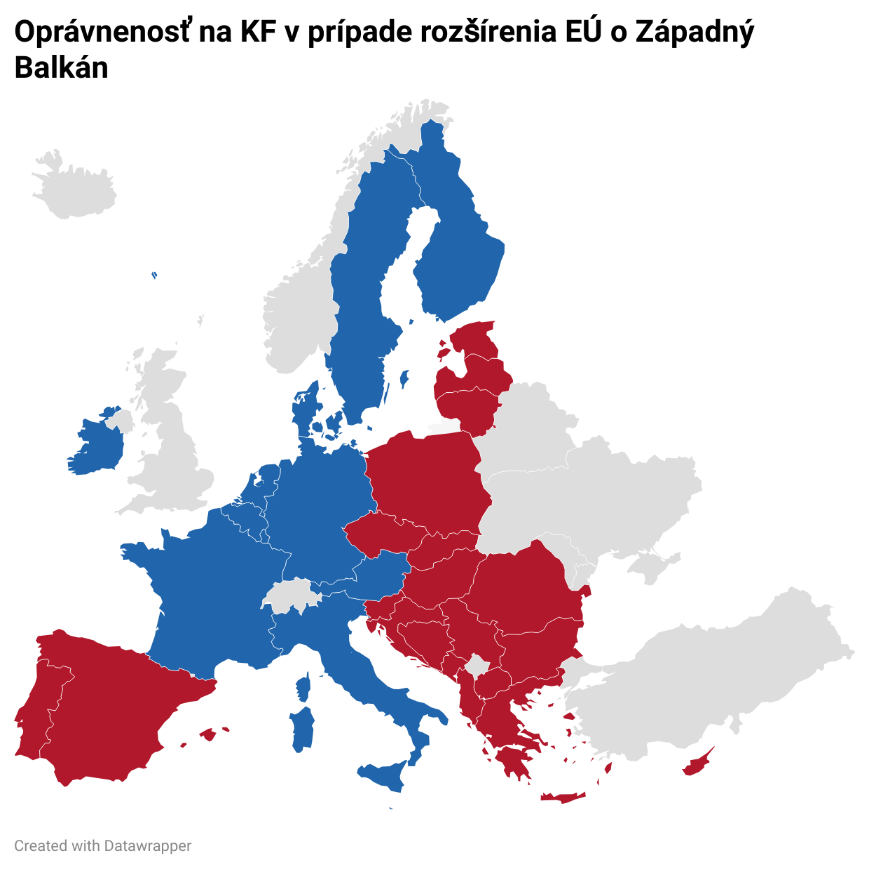 Oprávnenosť na KF v prípade rozšírenia EÚ o Západný
Balkán
Created with Datawrapper